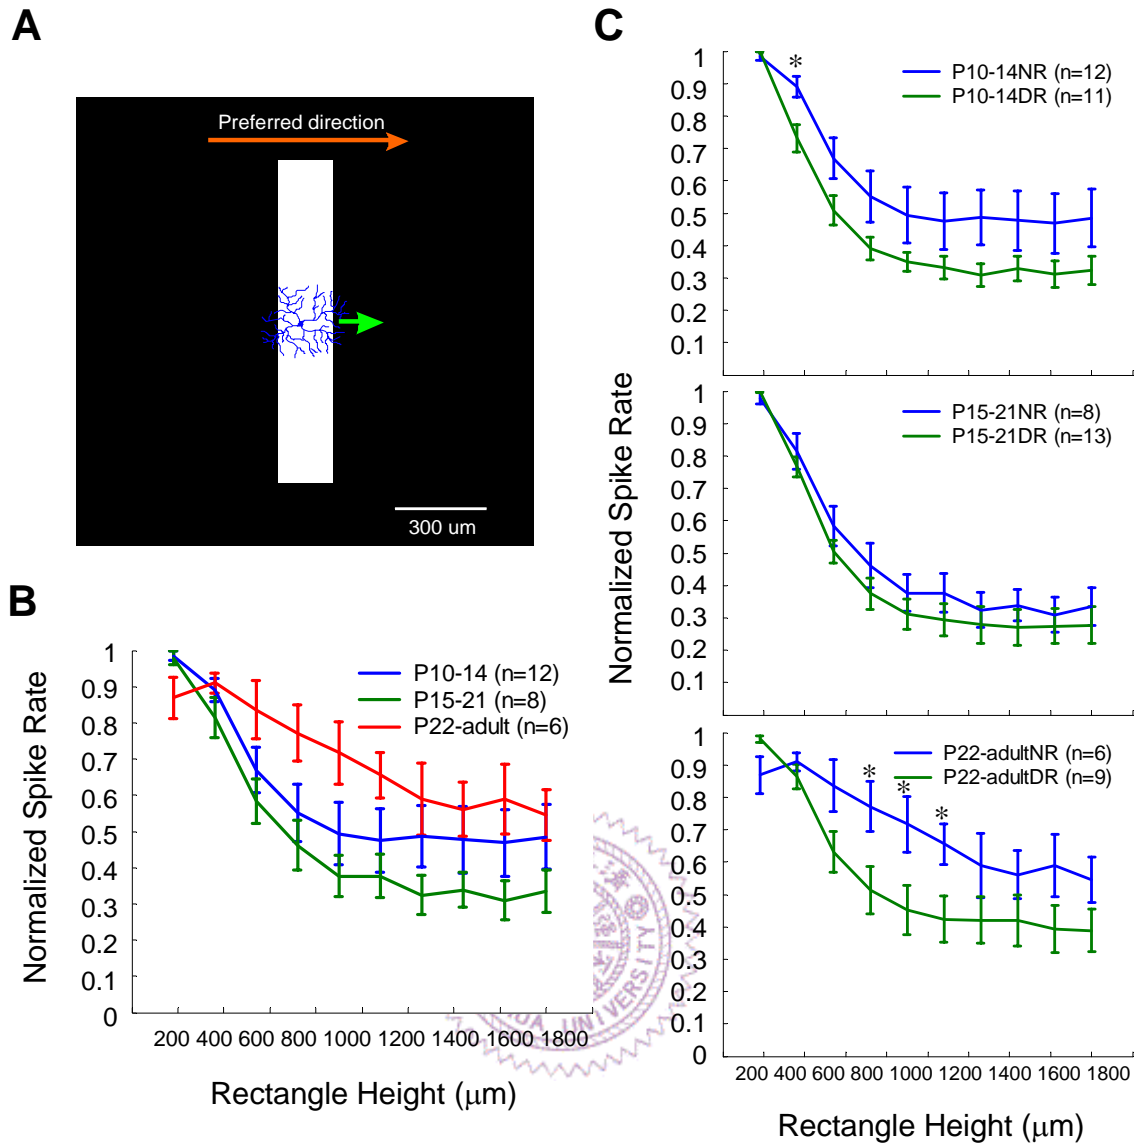 A
Preferred direction
300 um
B
Normalized Spike Rate
1
0.9
0.8
0.7
0.6
0.5
0.4
0.3
0.2
0.1
0
P10-14 (n=12)
P15-21 (n=8)
P22-adult (n=6)
200 400 600 800 1000 1200 1400 1600 1800
Rectangle Height (μm)
C
Normalized Spike Rate
1
0.9
0.8
0.7
0.6
0.5
0.4
0.3
0.2
0.1
*
P10-14NR (n=12)
P10-14DR (n=11)
1
0.9
0.8
0.7
0.6
0.5
0.4
0.3
0.2
0.1
P15-21NR (n=8)
P15-21DR (n=13)
1
0.9
0.8
0.7
0.6
0.5
0.4
0.3
0.2
0.1
0
P22-adultNR (n=6)
P22-adultDR (n=9)
* * *
200 400 600 800 1000 1200 1400 1600 1800
Rectangle Height (μm)
UNIVERSITY